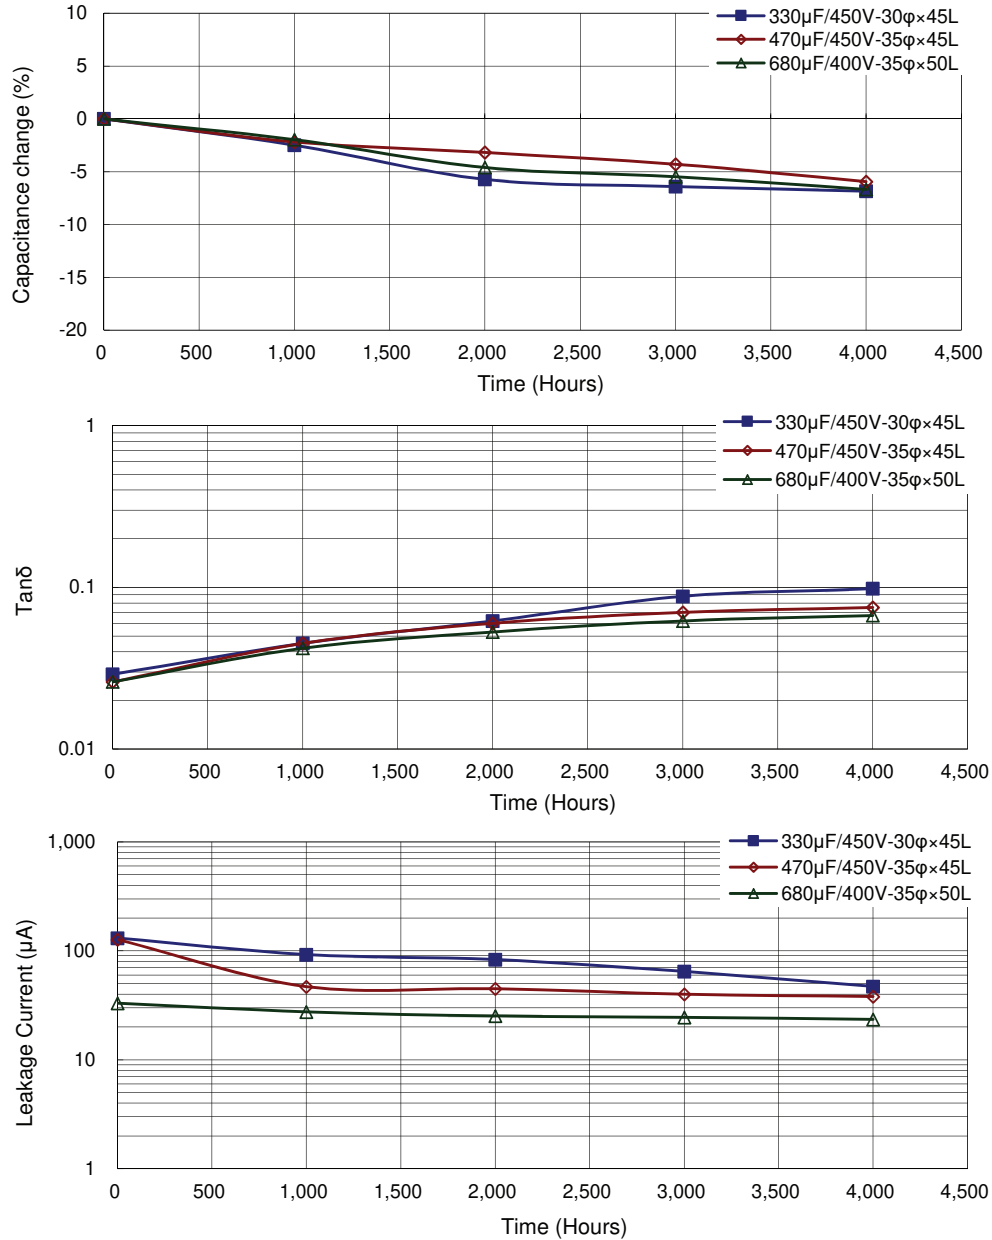 10
5
0
-5
-10
-15
-20
Capacitance change (%)
330µF/450V-30φ×45L
470µF/450V-35φ×45L
680µF/400V-35φ×50L
0 500 1,000 1,500 2,000 2,500 3,000 3,500 4,000 4,500
Time (Hours)
1
0.1
0.01
Tanδ
330µF/450V-30φ×45L
470µF/450V-35φ×45L
680µF/400V-35φ×50L
0 500 1,000 1,500 2,000 2,500 3,000 3,500 4,000 4,500
Time (Hours)
1,000
100
10
1
Leakage Current (µA)
330µF/450V-30φ×45L
470µF/450V-35φ×45L
680µF/400V-35φ×50L
0 500 1,000 1,500 2,000 2,500 3,000 3,500 4,000 4,500
Time (Hours)